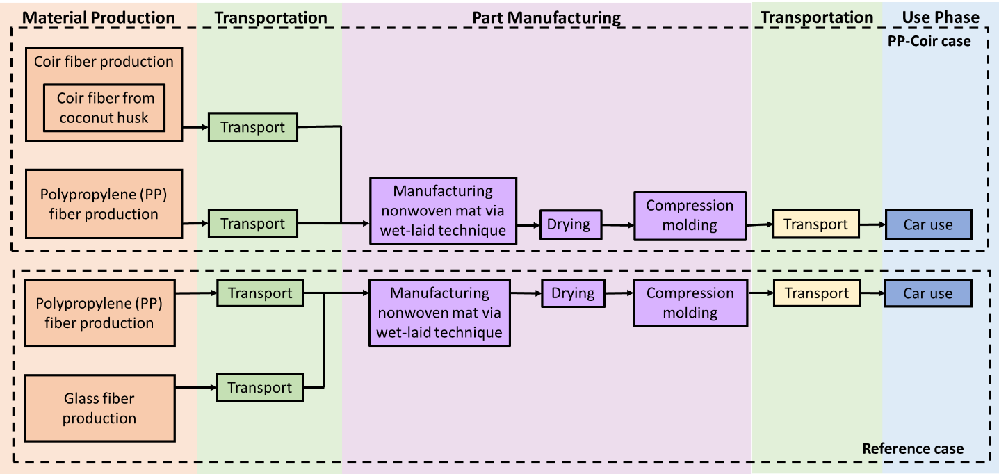 Material Production
Transportation
Part Manufacturing
Transportation
Use Phase
PP-Coir case
Coir fiber production
Coir fiber from
coconut husk
Transport
Polypropylene (PP)
fiber production
Transport
Manufacturing
nonwoven mat via
wet-laid technique
Drying
Compression
molding
Transport
Car use
Polypropylene (PP)
fiber production
Transport
Manufacturing
nonwoven mat via
wet-laid technique
Drying
Compression
molding
Transport
Car use
Glass fiber
production
Transport
Reference case